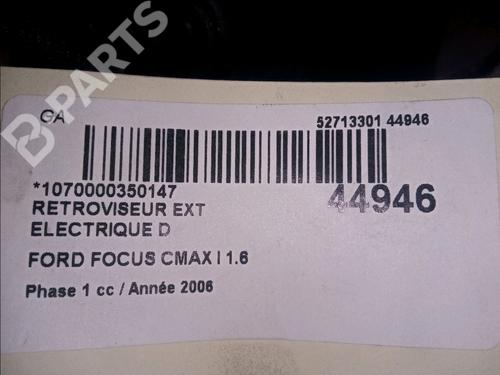 B-PARTS
GA
52713301 44946
*1070000350147
44946
RETROVISEUR EXT
ELECTRIQUE D
FORD FOCUS CMAX I 1.6
Phase 1 cc / Année 2006